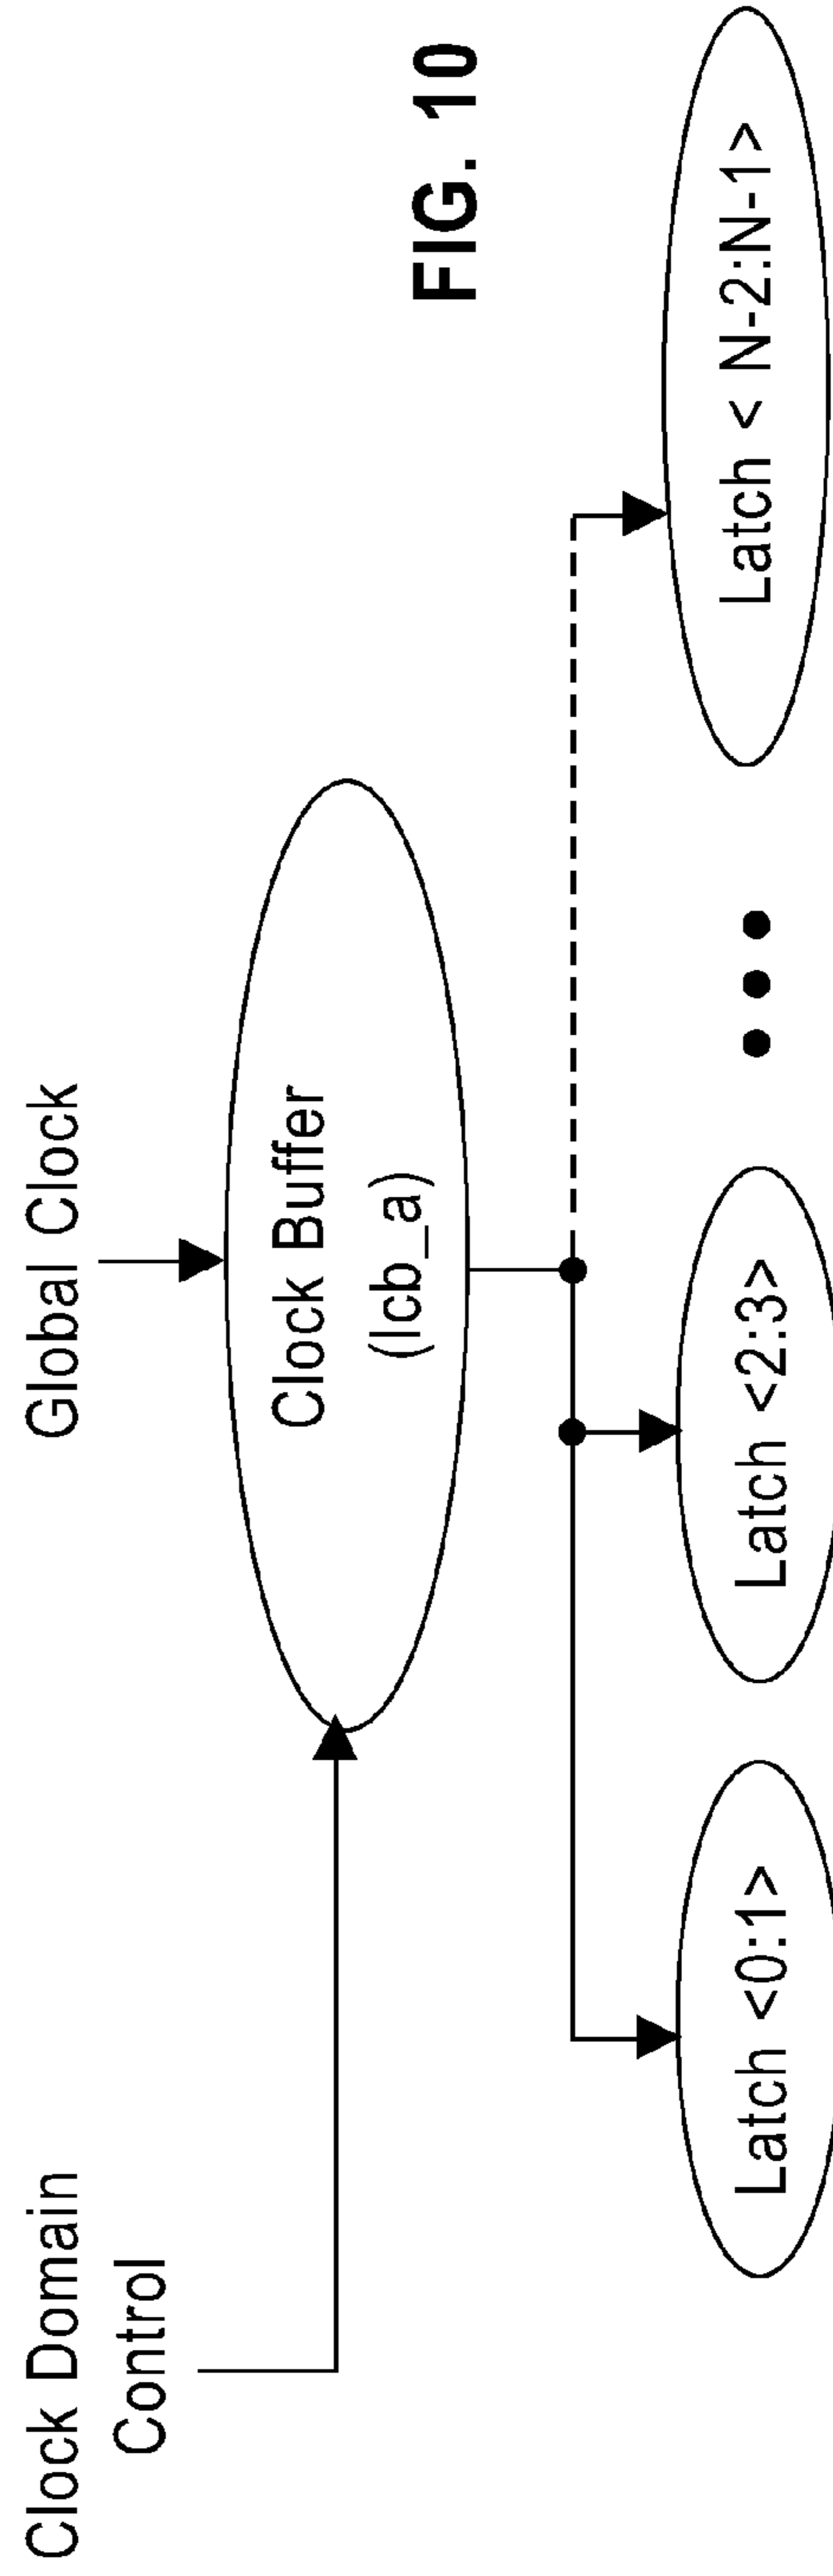 Clock Domain
Control
Global Clock
Clock Buffer
(lcb_a)
FIG. 10
Latch <0:1>
Latch <2:3>
Latch < N-2:N-1>